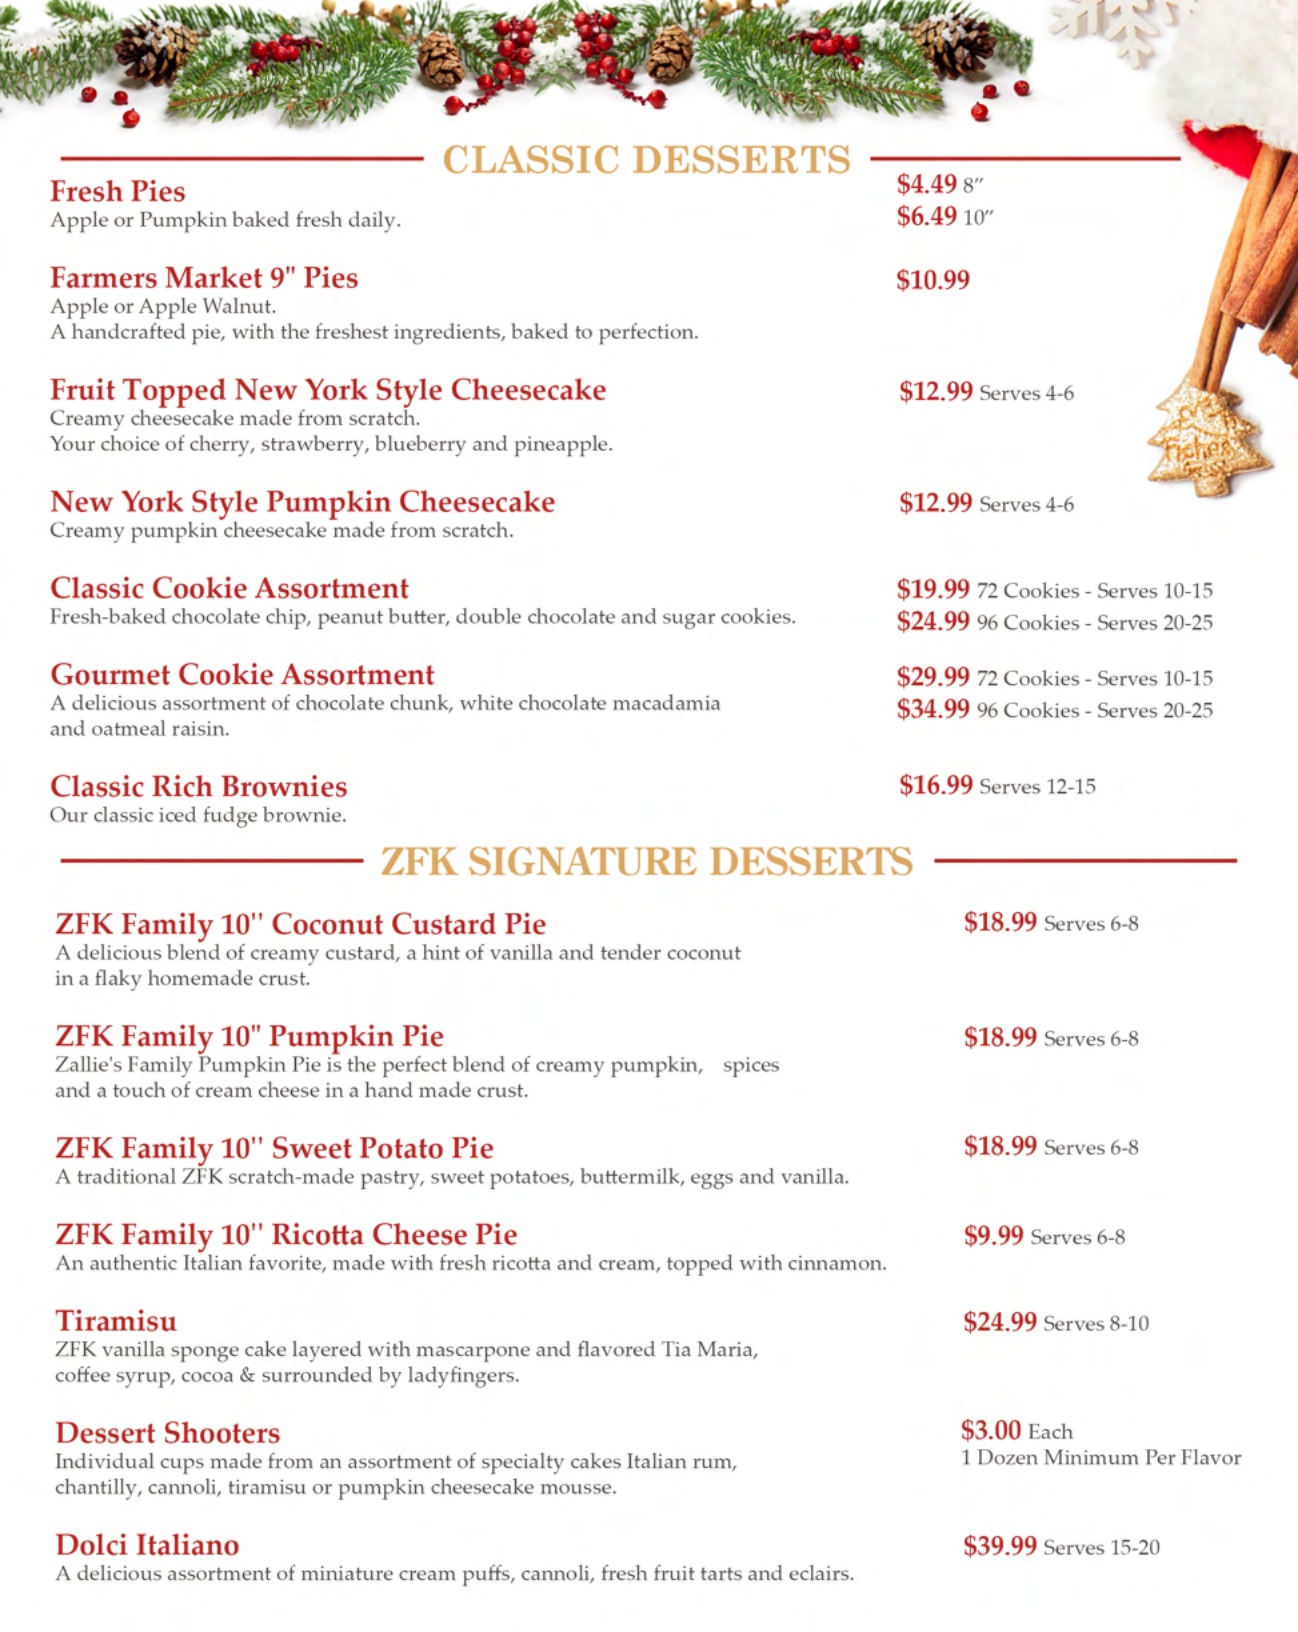 CLASSIC DESSERTS
Fresh Pies
$4.49 8″
Apple or Pumpkin baked fresh daily.
$6.49 10″
Farmers Market 9" Pies
$10.99
Apple or Apple Walnut.
A handcrafted pie, with the freshest ingredients, baked to perfection.
Fruit Topped New York Style Cheesecake
$12.99 Serves 4-6
Creamy cheesecake made from scratch.
Your choice of cherry, strawberry, blueberry and pineapple.
New York Style Pumpkin Cheesecake
$12.99 Serves 4-6
Creamy pumpkin cheesecake made from scratch.
Classic Cookie Assortment
$19.99 72 Cookies - Serves 10-15
Fresh-baked chocolate chip, peanut butter, double chocolate and sugar cookies.
$24.99 96 Cookies - Serves 20-25
Gourmet Cookie Assortment
$29.99 72 Cookies - Serves 10-15
A delicious assortment of chocolate chunk, white chocolate macadamia
$34.99 96 Cookies - Serves 20-25
and oatmeal raisin.
Classic Rich Brownies
$16.99 Serves 12-15
Our classic iced fudge brownie.
ZFK SIGNATURE DESSERTS
ZFK Family 10'' Coconut Custard Pie
$18.99 Serves 6-8
A delicious blend of creamy custard, a hint of vanilla and tender coconut
in a flaky homemade crust.
ZFK Family 10" Pumpkin Pie
$18.99 Serves 6-8
Zallie's Family Pumpkin Pie is the perfect blend of creamy pumpkin, spices
and a touch of cream cheese in a hand made crust.
ZFK Family 10'' Sweet Potato Pie
$18.99 Serves 6-8
A traditional ZFK scratch-made pastry, sweet potatoes, buttermilk, eggs and vanilla.
ZFK Family 10'' Ricotta Cheese Pie
$9.99 Serves 6-8
An authentic Italian favorite, made with fresh ricotta and cream, topped with cinnamon.
Tiramisu
$24.99 Serves 8-10
ZFK vanilla sponge cake layered with mascarpone and flavored Tia Maria,
coffee syrup, cocoa & surrounded by ladyfingers.
Dessert Shooters
$3.00 Each
Individual cups made from an assortment of specialty cakes Italian rum,
1 Dozen Minimum Per Flavor
chantilly, cannoli, tiramisu or pumpkin cheesecake mousse.
Dolci Italiano
$39.99 Serves 15-20
A delicious assortment of miniature cream puffs, cannoli, fresh fruit tarts and eclairs.